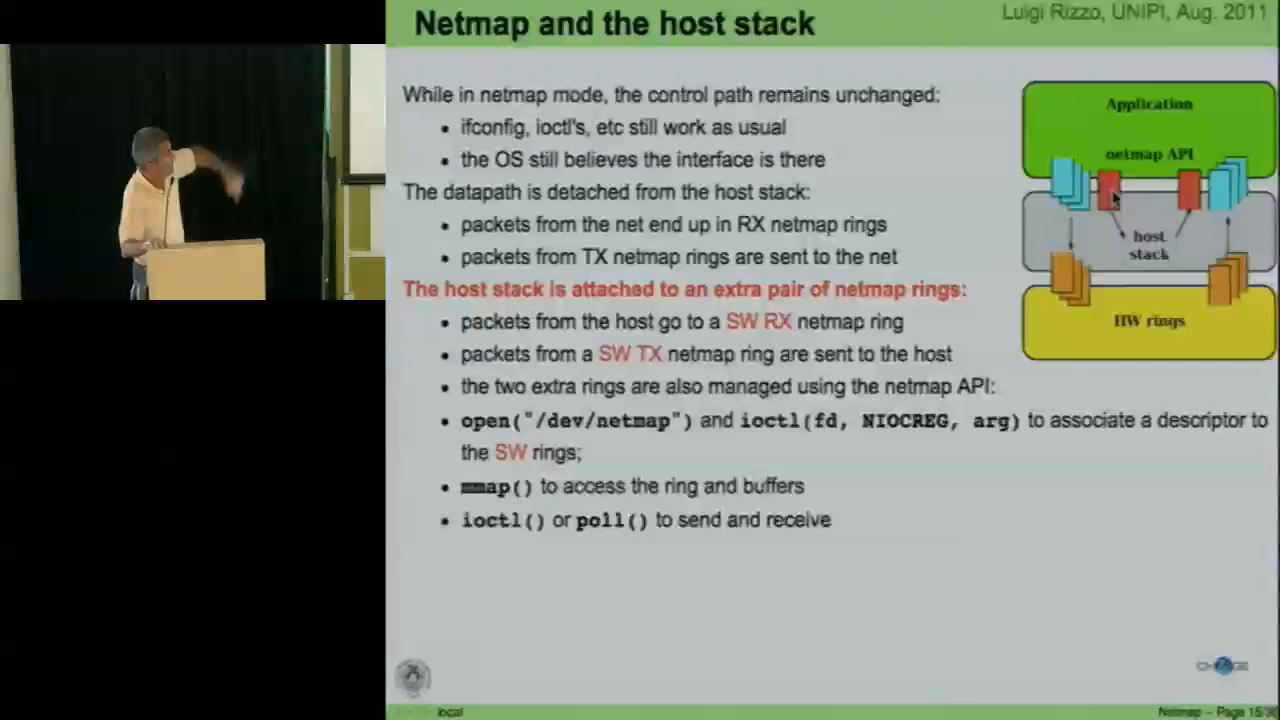 Netmap and the host stack
Luigi Rizzo, UNIPI, Aug. 2011
While in netmap mode, the control path remains unchanged:
• ifconfig, ioctl's, etc still work as usual
• the OS still believes the interface is there
The datapath is detached from the host stack:
• packets from the net end up in RX netmap rings
• packets from TX netmap rings are sent to the net
The host stack is attached to an extra pair of netmap rings:
• packets from the host go to a SW RX netmap ring
• packets from a SW TX netmap ring are sent to the host
• the two extra rings are also managed using the netmap API:
• open("/dev/netmap") and ioctl(fd, NIOCREG, arg) to associate a descriptor to
the SW rings;
• mmap() to access the ring and buffers
• ioctl() or poll() to send and receive
Application
netmap API
host
stack
HW rings
local
Netmap – Page 15/36